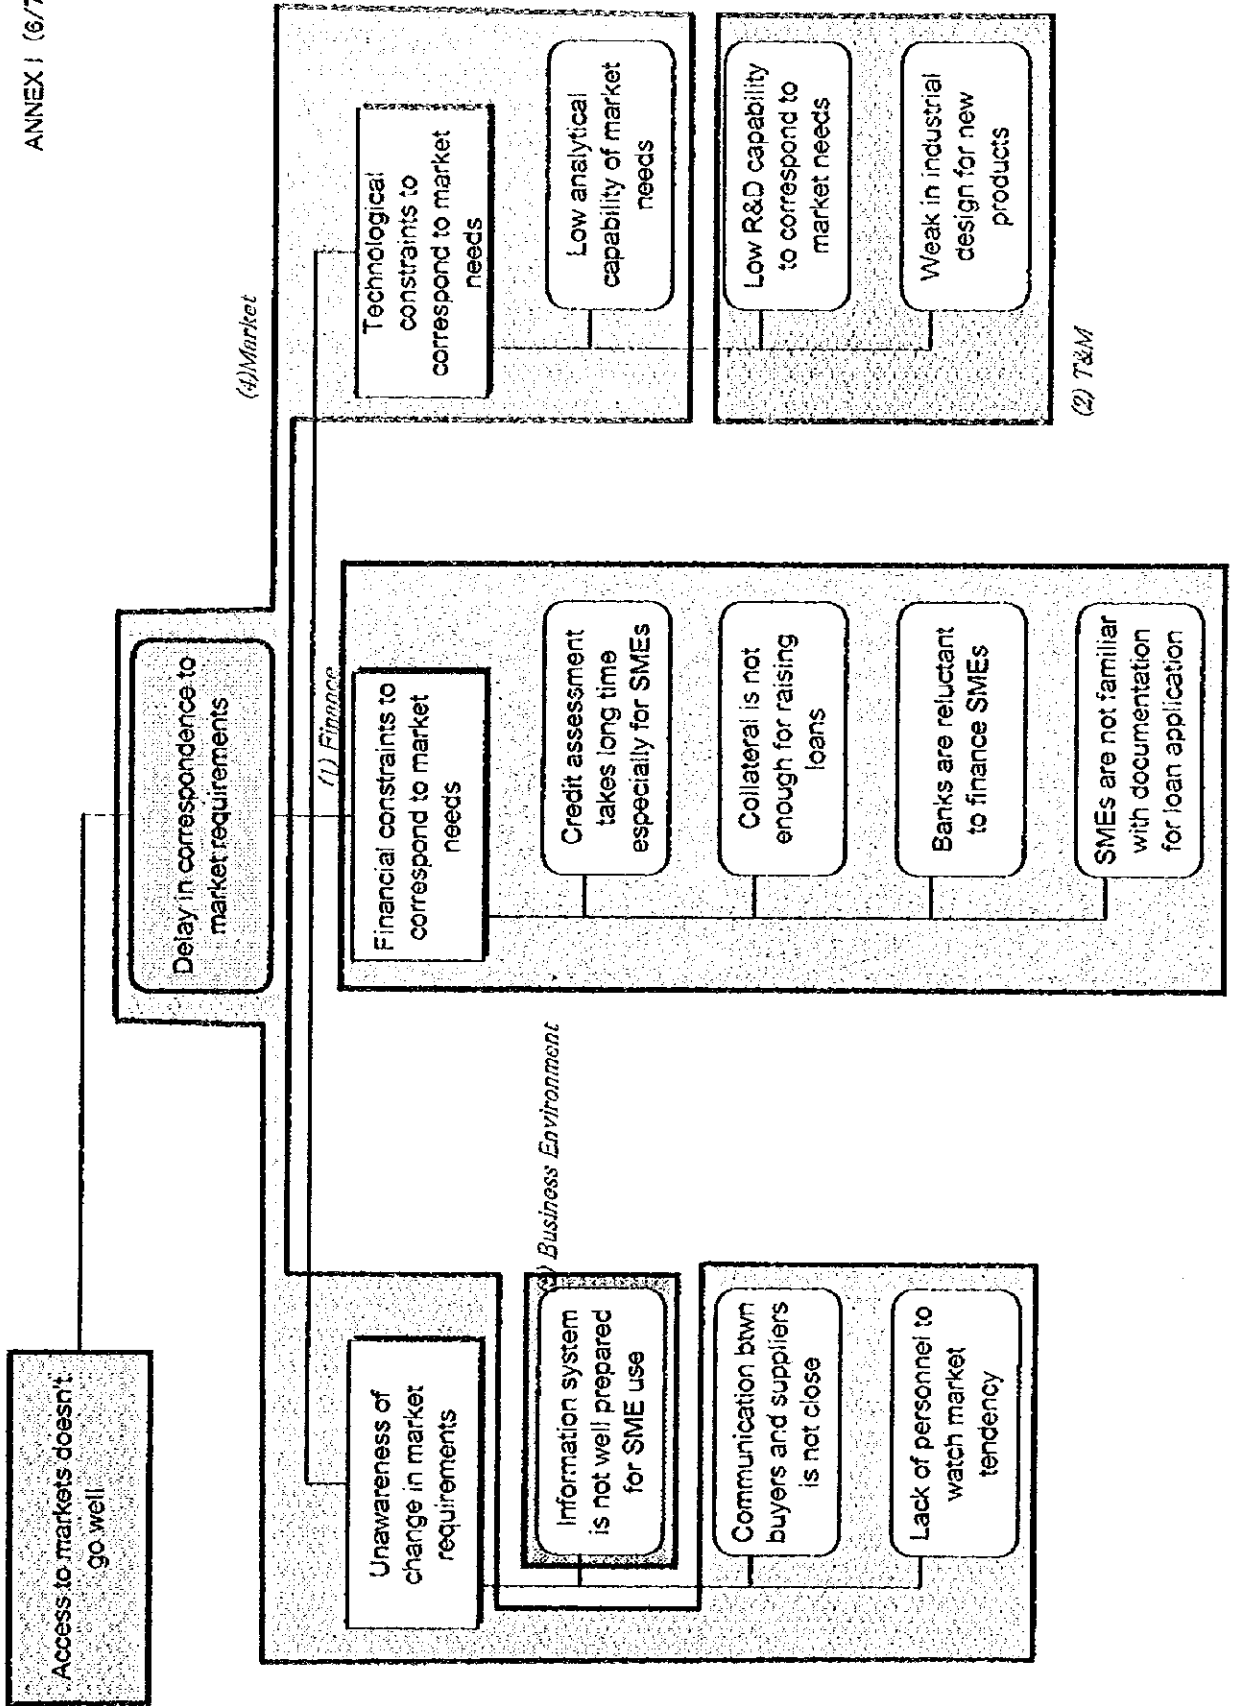 ANNEX I (6/7
Access to markets doesn't
go well
Delay in correspondence to
market requirements
(4)Market
Unawareness of
change in market
requirements
Information system
is not well prepared
for SME use
Business Environment
Communication btwn
buyers and suppliers
is not close
Lack of personnel to
watch market
tendency
(1) Finance
Financial constraints to
correspond to market
needs
Credit assessment
takes long time
especially for SMEs
Collateral is not
enough for raising
loans
Banks are reluctant
to finance SMEs
SMEs are not familiar
with documentation
for loan application
Technological
constraints to
correspond to market
needs
Low analytical
capability of market
needs
Low R&D capability
to correspond to
market needs
Weak in industrial
design for new
products
(2) T&M